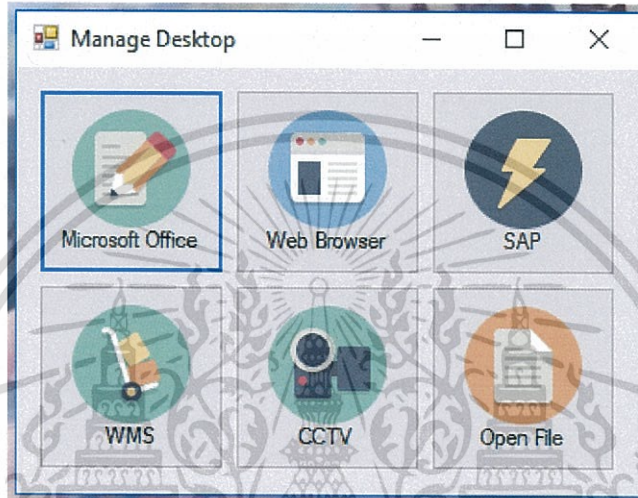 Manage Desktop
Microsoft Office
Web Browser
SAP
WMS
CCTV
Open File